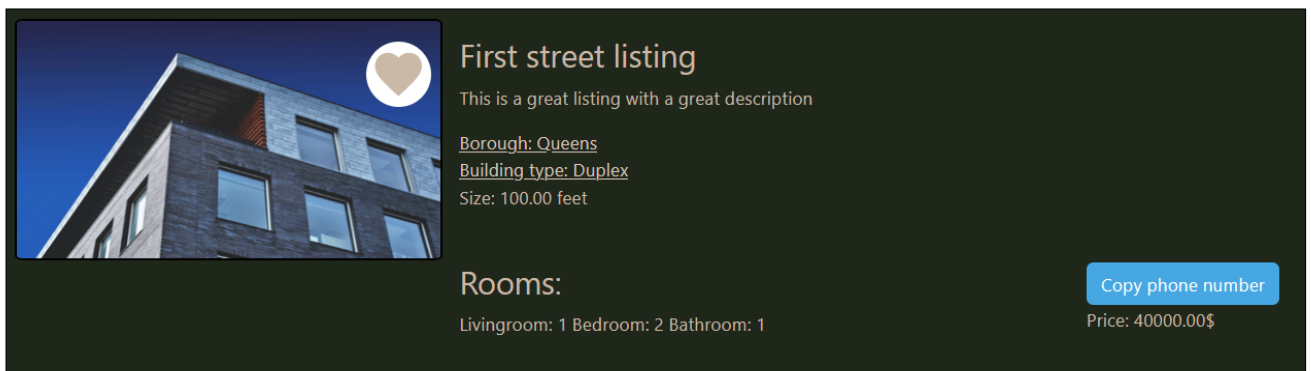 First street listing
This is a great listing with a great description
Borough: Queens
Building type: Duplex
Size: 100.00 feet
Rooms:
Livingroom: 1 Bedroom: 2 Bathroom: 1
Copy phone number
Price: 40000.00$